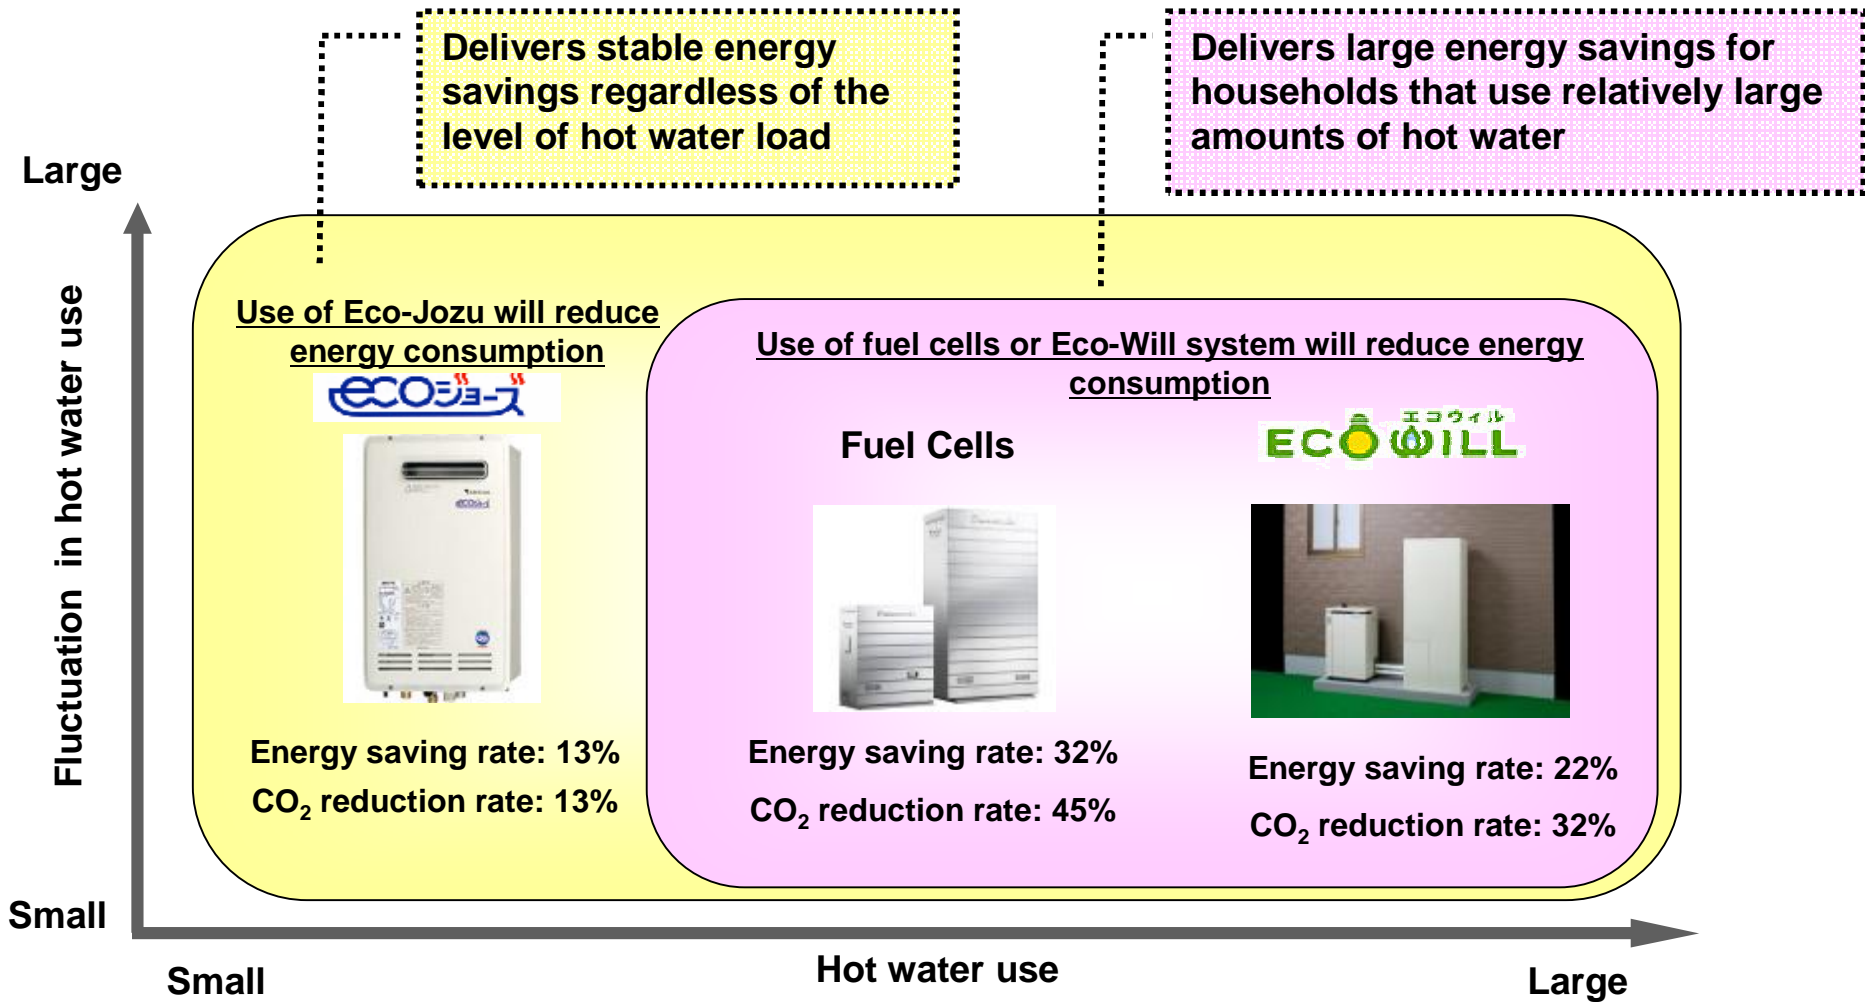 Delivers stable energy
savings regardless of the
level of hot water load
Delivers large energy savings for
households that use relatively large
amounts of hot water
Large
Fluctuation in hot water use
Small
Use of Eco-Jozu will reduce
energy consumption
ecoジョーズ
Energy saving rate: 13%
CO₂ reduction rate: 13%
Use of fuel cells or Eco-Will system will reduce energy
consumption
Fuel Cells
エコウィル
ECOWILL
Energy saving rate: 32%
CO₂ reduction rate: 45%
Energy saving rate: 22%
CO₂ reduction rate: 32%
Small
Hot water use
Large